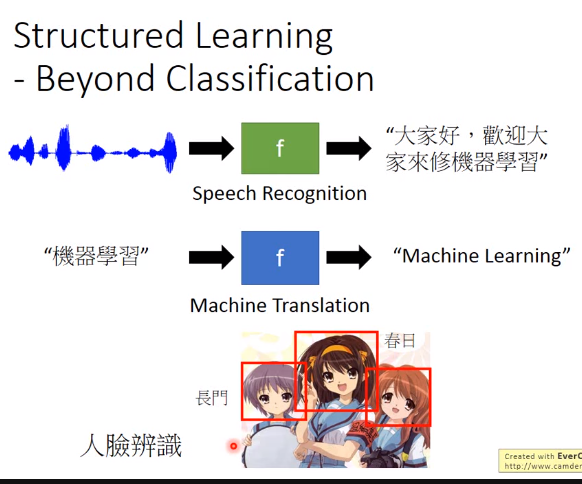 Structured Learning
- Beyond Classification
f
“大家好，歡迎大
家來修機器學習”
Speech Recognition
“機器學習”
f
“Machine Learning”
Machine Translation
春日
長門
人臉辨識
Created with
http://www.camde